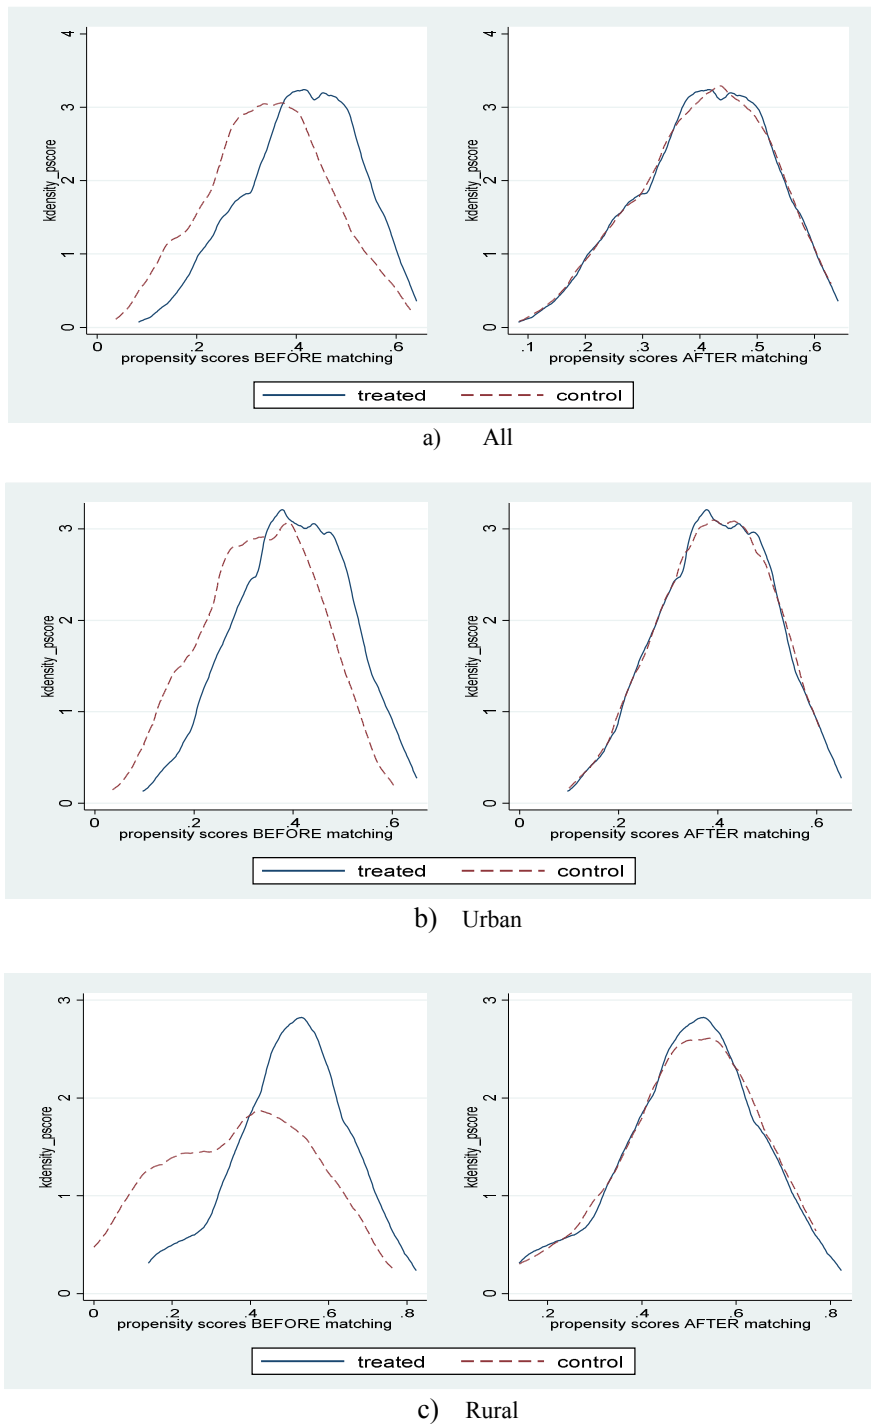 kdensity_pscore
4
3
2
1
0
0 .2 .4 .6
propensity scores BEFORE matching
kdensity_pscore
4
3
2
1
0
.1 .2 .3 .4 .5 .6
propensity scores AFTER matching
treated control
a) All
kdensity_pscore
3
2
1
0
0 .2 .4 .6
propensity scores BEFORE matching
kdensity_pscore
3
2
1
0
0 .2 .4 .6
propensity scores AFTER matching
treated control
b) Urban
kdensity_pscore
3
2
1
0
0 .2 .4 .6 .8
propensity scores BEFORE matching
kdensity_pscore
3
2
1
0
.2 .4 .6 .8
propensity scores AFTER matching
treated control
c) Rural